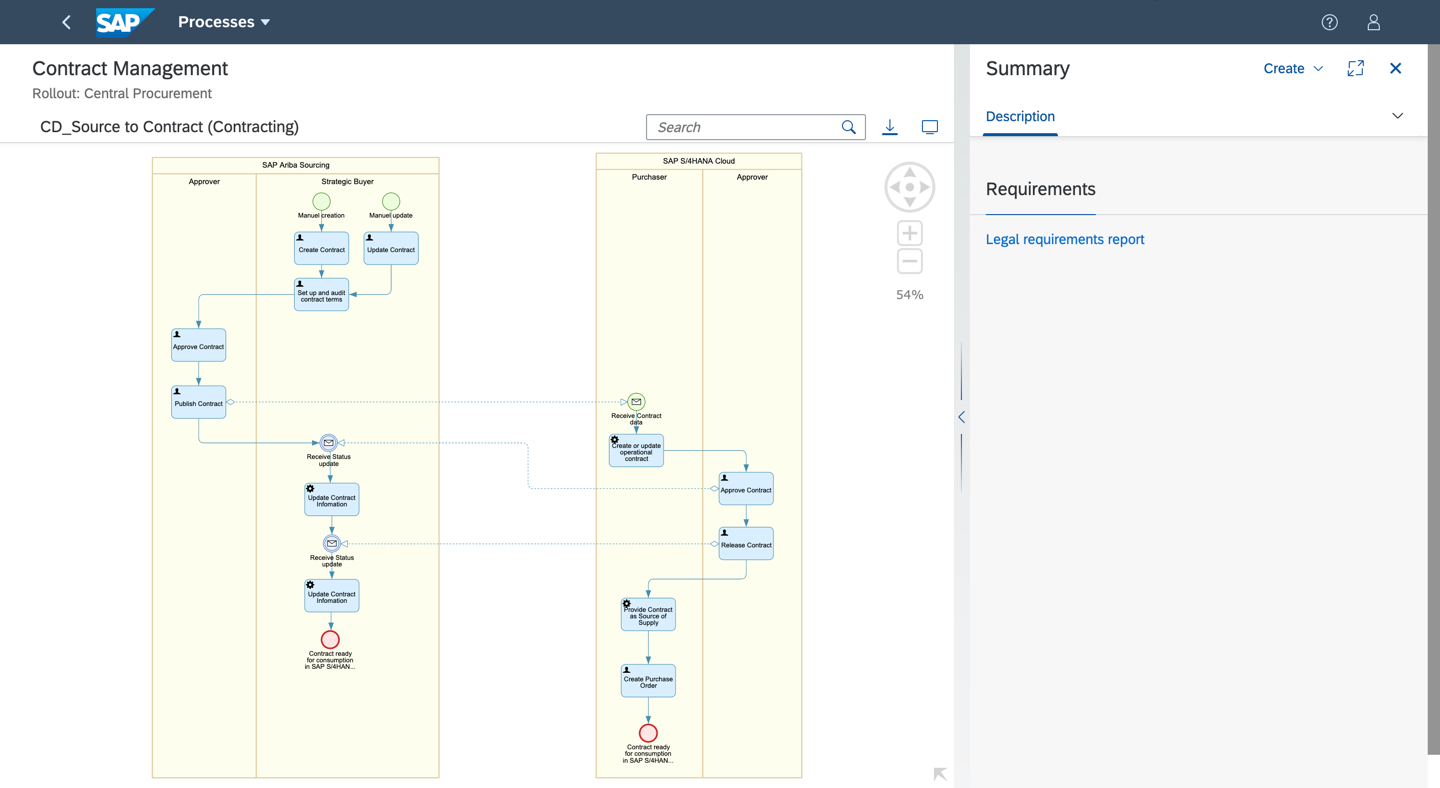 SAP
Processes
Contract Management
Rollout: Central Procurement
CD_Source to Contract (Contracting)
Search
SAP Ariba Sourcing
Approver
Strategic Buyer
Manuel creation
Manuel update
Create Contract
Update Contract
Set up and audit
contract terms
Approve Contract
Publish Contract
Receive Status
update
Update Contract
Infomation
Receive Status
update
Update Contract
Infomation
Contract ready
for consumption
in SAP S/4HAN...
SAP S/4HANA Cloud
Purchaser
Approver
Receive Contract
data
Create or update
operational
contract
Approve Contract
Release Contract
Provide Contract
as Source of
Supply
Create Purchase
Order
Contract ready
for consumption
in SAP S/4HAN...
54%
Summary
Create
Description
Requirements
Legal requirements report